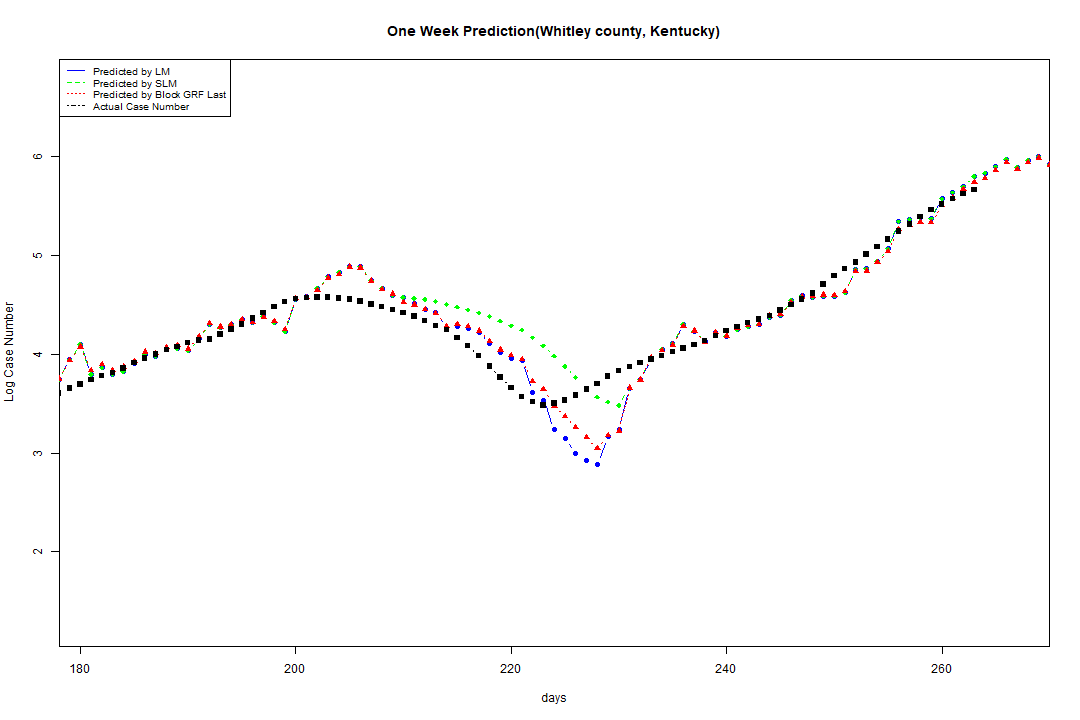 One Week Prediction(Whitley county, Kentucky)
Predicted by LM
Predicted by SLM
Predicted by Block GRF Last
Actual Case Number
6
5
4
3
2
Log Case Number
180 200 220 240 260
days